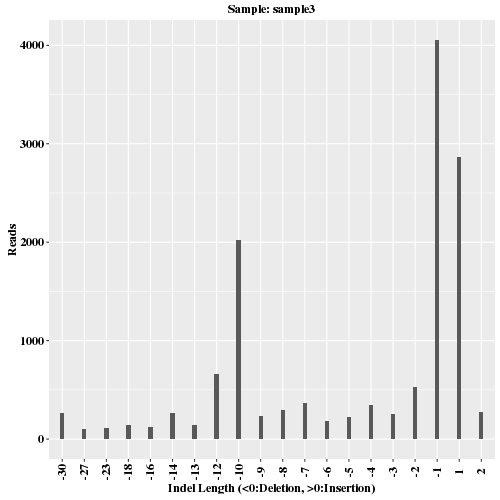 Sample: sample3
4000
3000
2000
1000
0
Reads
-30 -27 -23 -18 -16 -14 -13 -12 -10 -9 -8 -7 -6 -5 -4 -3 -2 -1 1 2
Indel Length (<0:Deletion, >0:Insertion)